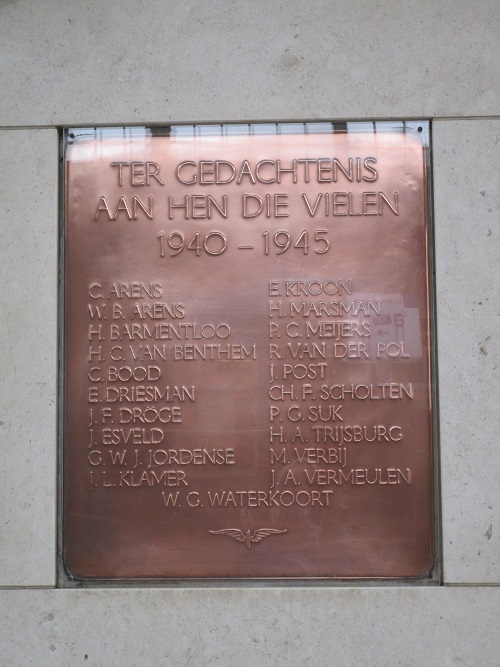 TER GEDACHTENIS
AAN HEN DIE VIELEN
1940 - 1945
C. ARENS
W. B. ARENS
H. BARMENTLOO
H. C. VAN BENTHEM
C. BOOD
E. DRIESMAN
J. F. DRÖGE
J. ESVELD
G. W. J. JORDENSE
J. L. KLAMER
E. KROON
H. MARSMAN
P. C. MEIJERS
R. VAN DER POL
J. POST
CH. F. SCHOLTEN
P. G. SUK
H. A. TRIJSBURG
M. VERBIJ
J. A. VERMEULEN
W. G. WATERKOORT